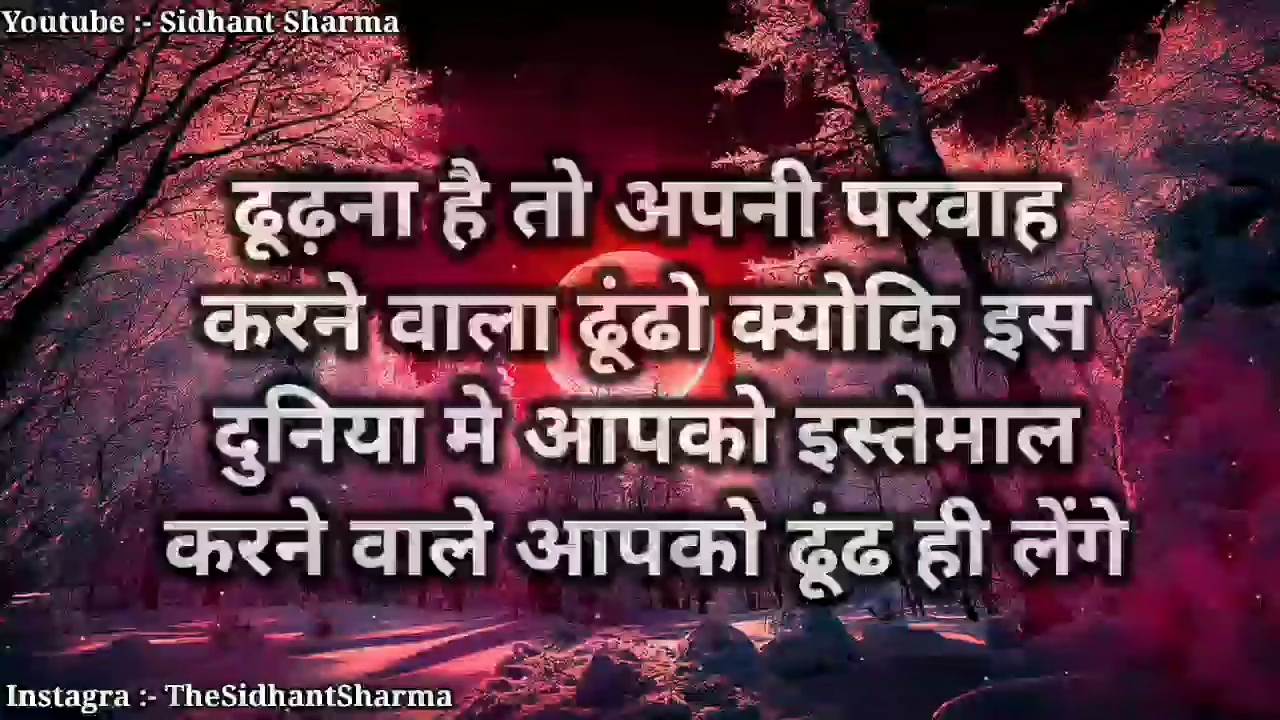 Youtube :- Sidhant Sharma
ढूढ़ना है तो अपनी परवाह
करने वाला ढूंढो क्योकि इस
दुनिया मे आपको इस्तेमाल
करने वाले आपको ढूंढ ही लेंगे
Instagra :- TheSidhantSharma